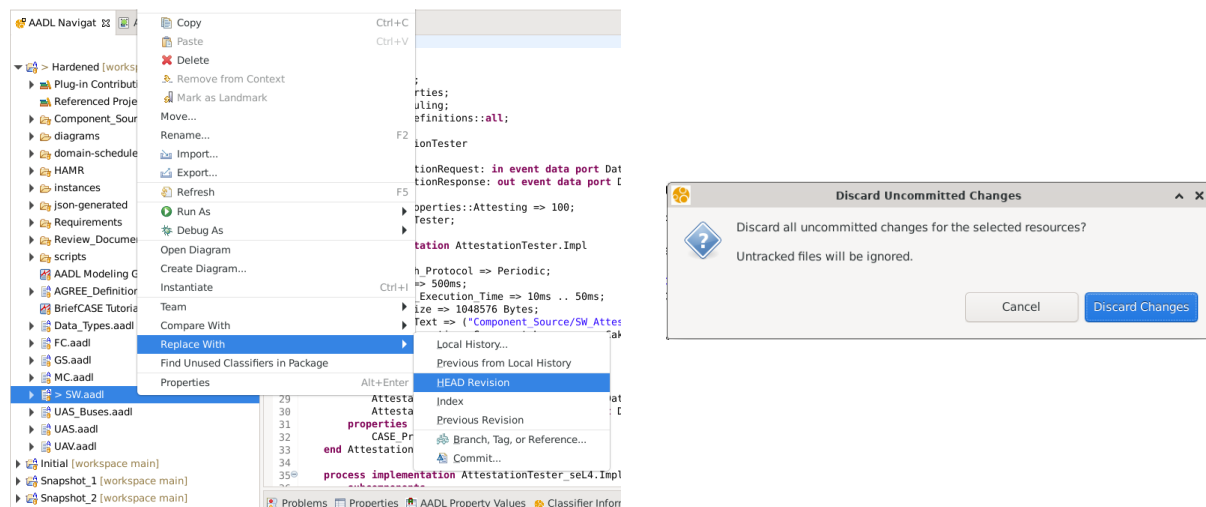 AADL Navigat
> Hardened [works
Plug-in Contributi
Referenced Proje
Component_Sour
diagrams
domain-schedule
HAMR
instances
json-generated
Requirements
Review_Docume
scripts
AADL Modeling G
AGREE_Definition
BriefCASE Tutoria
Data_Types.aadl
FC.aadl
GS.aadl
MC.aadl
> SW.aadl
UAS_Buses.aadl
UAS.aadl
UAV.aadl
Initial [workspace main]
Snapshot_1 [workspace main]
Snapshot_2 [workspace main]
Copy Ctrl+C
Paste Ctrl+V
Delete
Remove from Context
Mark as Landmark
Move...
Rename... F2
Import...
Export...
Refresh F5
Run As
Debug As
Open Diagram
Create Diagram...
Instantiate Ctrl+I
Team
Compare With
Replace With
Find Unused Classifiers in Package
Properties Alt+Enter
Local History...
Previous from Local History
HEAD Revision
Index
Previous Revision
Branch, Tag, or Reference...
Commit...
;
rties;
uling;
efinitions::all;
ionTester
tionRequest: in event data port Dat
tionResponse: out event data port D
operties::Attesting => 100;
Tester;
tation AttestationTester.Impl
h_Protocol => Periodic;
=> 500ms;
_Execution_Time => 10ms .. 50ms;
ize => 1048576 Bytes;
Text => ("Component_Source/SW_Attes
29 Attesta
30 Attesta
31 properties
32 CASE_Pr
33 end Attestation
34
35 process implementation AttestationTester_seL4.Impl
Problems Properties AADL Property Values Classifier Inform
Discard Uncommitted Changes
Discard all uncommitted changes for the selected resources?
Untracked files will be ignored.
Cancel Discard Changes